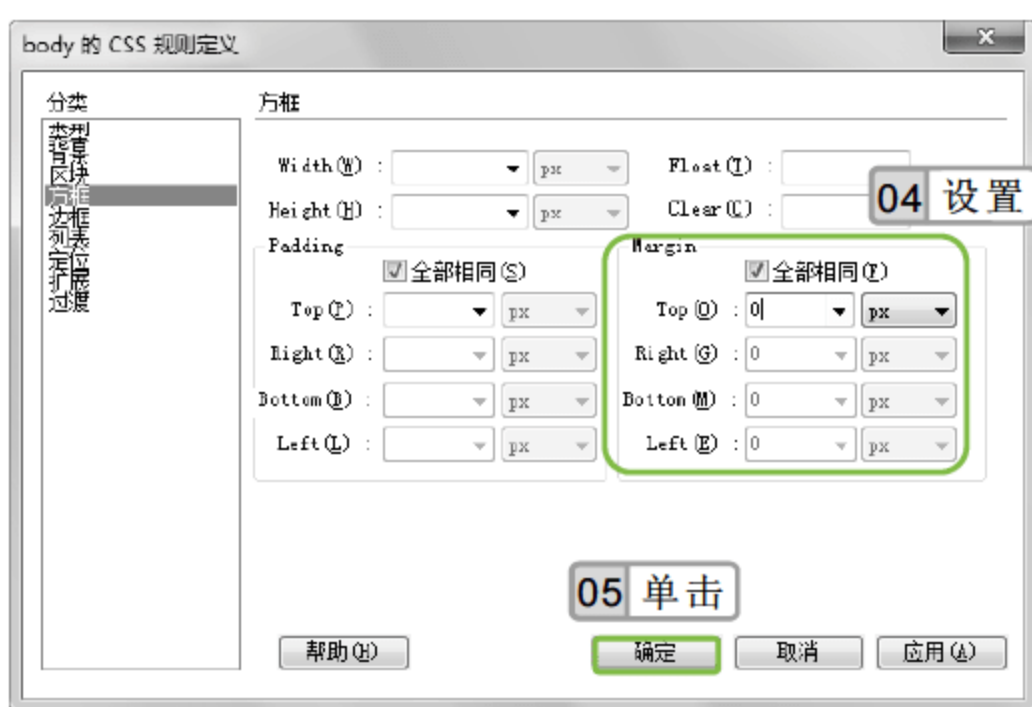 body 的 CSS 规则定义
分类
类型
背景
区块
方框
边框
列表
定位
扩展
过渡
方框
Width(W) : px
Float(T) :
Height(H) : px
Clear(C) :
04 设置
Padding
全部相同(S)
Top(P) : px
Right(R) : px
Bottom(B) : px
Left(L) : px
Margin
全部相同(F)
Top(O) : 0 px
Right(G) : 0 px
Bottom(M) : 0 px
Left(E) : 0 px
05 单击
帮助(H)
确定
取消
应用(A)